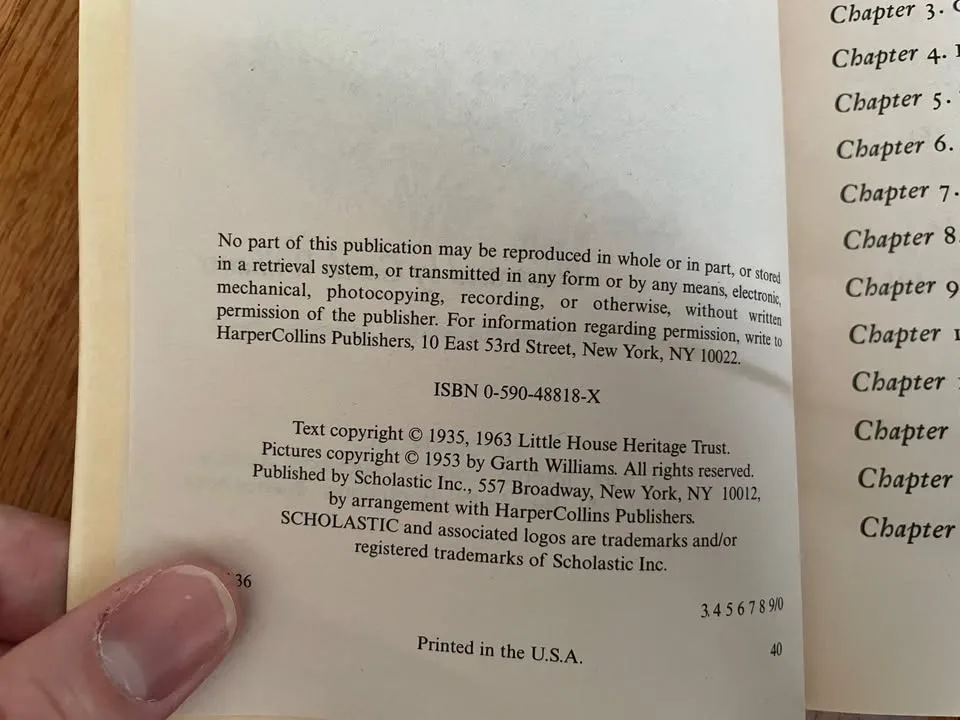 No part of this publication may be reproduced in whole or in part, or stored
in a retrieval system, or transmitted in any form or by any means, electronic,
mechanical, photocopying, recording, or otherwise, without written
permission of the publisher. For information regarding permission, write to
HarperCollins Publishers, 10 East 53rd Street, New York, NY 10022.
ISBN 0-590-48818-X
Text copyright © 1935, 1963 Little House Heritage Trust.
Pictures copyright © 1953 by Garth Williams. All rights reserved.
Published by Scholastic Inc., 557 Broadway, New York, NY 10012,
by arrangement with HarperCollins Publishers.
SCHOLASTIC and associated logos are trademarks and/or
registered trademarks of Scholastic Inc.
36
3 4 5 6 7 8 9/0
Printed in the U.S.A.
40
Chapter 3.
Chapter 4.
Chapter 5.
Chapter 6.
Chapter 7.
Chapter 8.
Chapter 9
Chapter
Chapter
Chapter
Chapter
Chapter